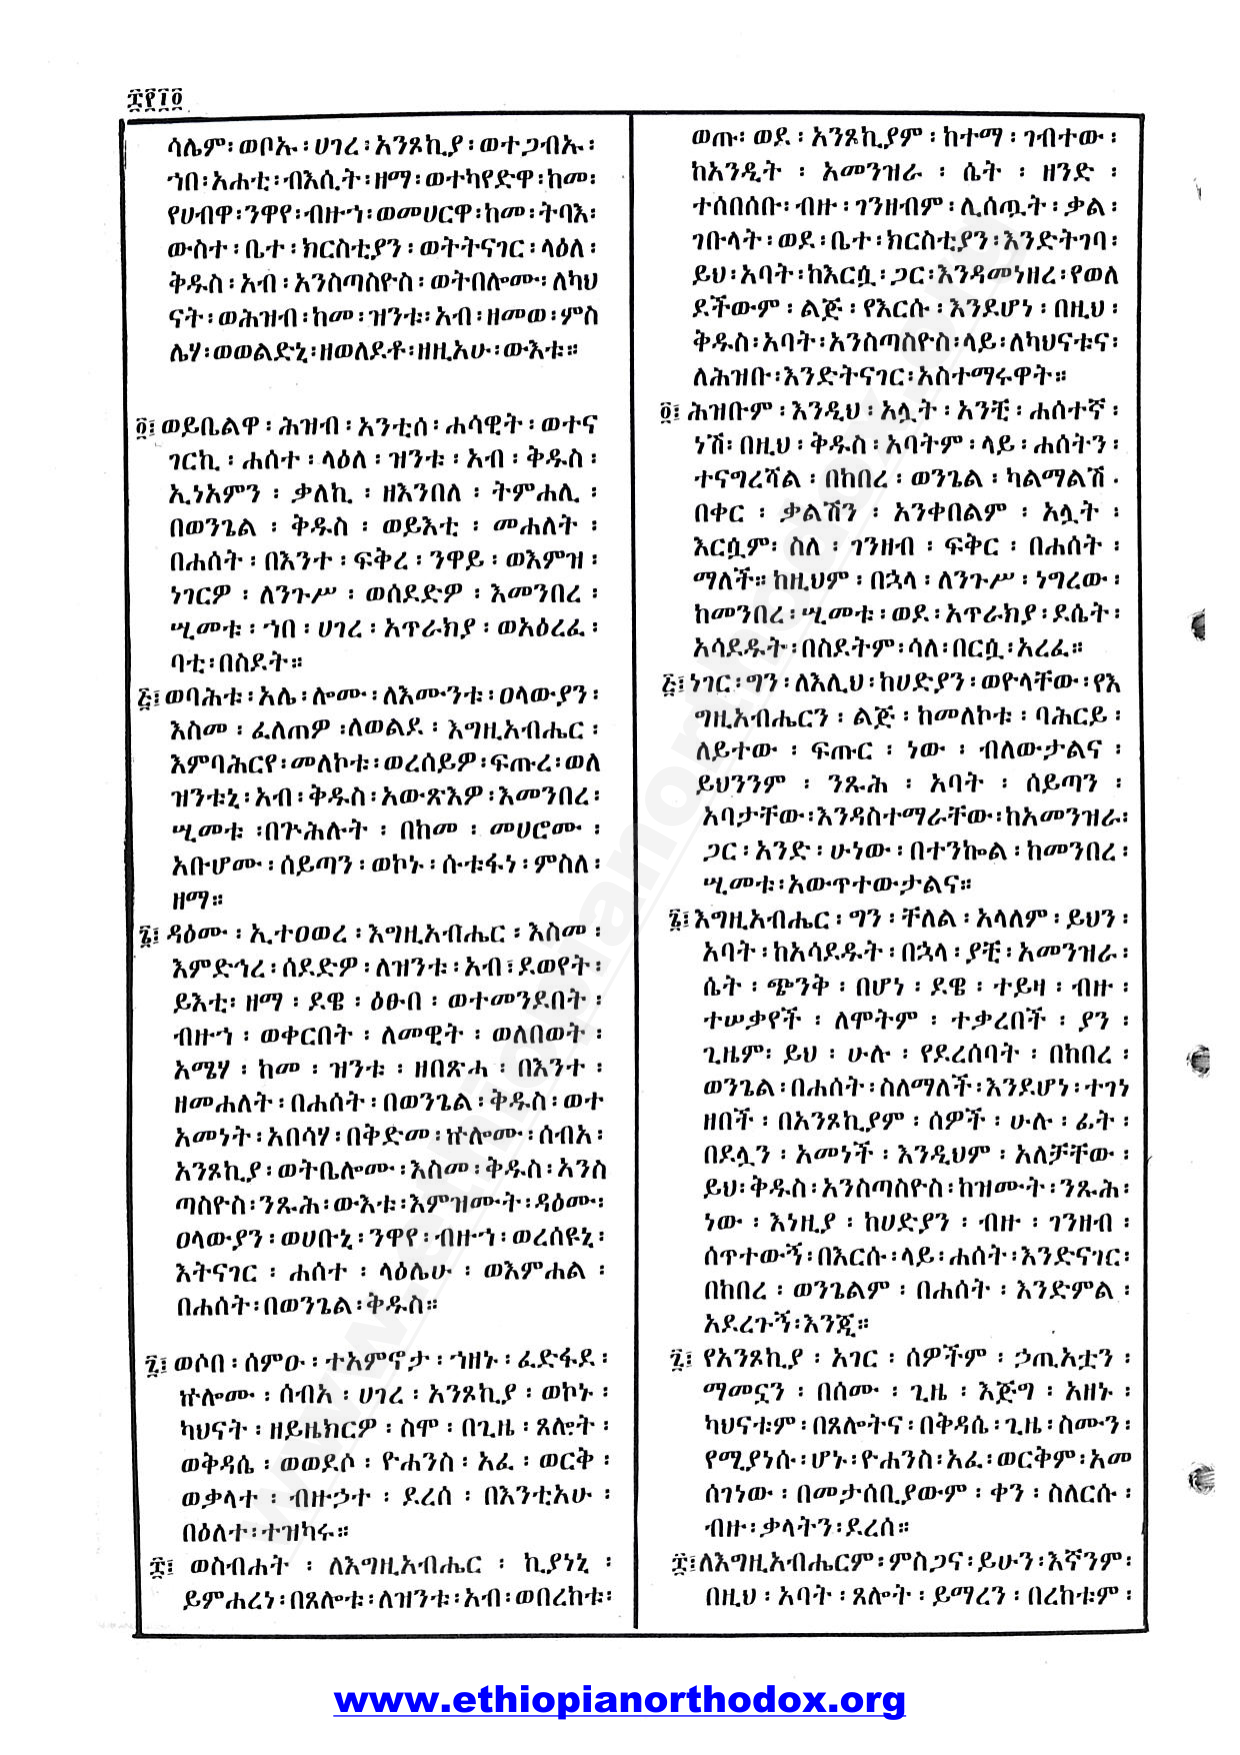 ፰፻፲፬
ሳሌም፡ ወቦኡ ፡ ሀገረ ፡ አንጾኪያ ፡ ወተጋብኡ ፡
ኀበ ፡ አሐቲ ፡ ብእሲት ፡ ዘማ ፡ ወተካየድዋ ፡ ከመ፡
የሀብዋ ፡ ንዋየ ፡ ብዙኀ ፡ ወመሀርዋ ፡ ከመ ፡ ትባእ፡
ውስተ ፡ ቤተ ፡ ክርስቲያን ፡ ወትትናገር ፡ ላዕለ ፡
ቅዱስ ፡ አብ ፡ አንስጣስዮስ ፡ ወትበሎሙ፡ ለካህ
ናት ፡ ወሕዝብ ፡ ከመ ፡ ዝንቱ፡ አብ ፡ ዘመወ ፡ ምስ
ሌሃ ፡ ወወልድኒ ፡ ዘወለደቶ ፡ ዘዚአሁ ፡ ውእቱ።
፬፤ ወይቤልዋ ፡ ሕዝብ ፡ አንቲሰ ፡ ሐሳዊት ፡ ወተና
ገርኪ ፡ ሐሰተ ፡ ላዕለ ፡ ዝንቱ ፡ አብ ፡ ቅዱስ ፡
ኢነአምን ፡ ቃለኪ ፡ ዘእንበለ ፡ ትምሐሊ ፡
በወንጌል ፡ ቅዱስ ፡ ወይእቲ ፡ መሐለት ፡
በሐሰት ፡ በእንተ ፡ ፍቅረ ፡ ንዋይ ፡ ወእምዝ ፡
ነገርዎ ፡ ለንጉሥ ፡ ወሰደድዎ ፡ እመንበረ ፡
ሢመቱ ፡ ኀበ ፡ ሀገረ ፡ አጥራክያ ፡ ወአዕረፈ ፡
ባቲ ፡ በስደት።
፭፤ ወባሕቱ ፡ አሌ ፡ ሎሙ ፡ ለእሙንቱ ፡ ዐላውያን ፡
እስመ ፡ ፈለጠዎ ፡ለወልደ ፡ እግዚአብሔር ፡
እምባሕርየ ፡ መለኮቱ ፡ ወረሰይዎ ፡ ፍጡረ ፡ ወለ
ዝንቱኒ ፡ አብ ፡ ቅዱስ ፡ አውጽእዎ ፡ እመንበረ ፡
ሢመቱ ፡በጕሕሉት ፡ በከመ ፡ መሀሮሙ ፡
አቡሆሙ ፡ ሰይጣን ፡ ወኮኑ ፡ ሱቱፋነ ፡ ምስለ ፡
ዘማ።
፮፤ ዳዕሙ ፡ ኢተዐወረ ፡ እግዚአብሔር ፡ እስመ ፡
እምድኅረ ፡ ሰደድዎ ፡ ለዝንቱ ፡ አብ ፡ ደወየት ፡
ይእቲ፡ ዘማ ፡ ደዌ ፡ ዕፁበ ፡ ወተመንደበት ፡
ብዙኀ ፡ ወቀርበት ፡ ለመዊት ፡ ወለበወት ፡
አሜሃ ፡ ከመ ፡ ዝንቱ ፡ ዘበጽሓ ፡ በእንተ ፡
ዘመሐለት ፡ በሐሰት ፡ በወንጌል ፡ ቅዱስ ፡ ወተ
አመነት ፡ አበሳሃ ፡ በቅድመ ፡ ኵሎሙ ፡ ሰብአ ፡
አንጾኪያ ፡ ወትቤሎሙ ፡ እስመ ፡ ቅዱስ ፡ አንስ
ጣስዮስ ፡ ንጹሕ ፡ ውእቱ ፡ እምዝሙት ፡ ዳዕሙ፡
ዐላውያን ፡ ወሀቡኒ ፡ ንዋየ ፡ ብዙኀ ፡ ወረሰዩኒ ፡
እትናገር ፡ ሐሰተ ፡ ላዕሌሁ ፡ ወእምሐል ፡
በሐሰት ፡ በወንጌል ፡ ቅዱስ።
፯፤ ወሶበ ፡ ሰምዑ ፡ ተአምኖታ ፡ ኀዘኑ ፡ ፈድፋደ ፡
ኵሎሙ ፡ ሰብአ ፡ ሀገረ ፡ አንጾኪያ ፡ ወኮኑ ፡
ካህናት ፡ ዘይዜክርዎ ፡ ስሞ ፡ በጊዜ ፡ ጸሎት ፡
ወቅዳሴ ፡ ወወደሶ ፡ ዮሐንስ ፡ አፈ ፡ ወርቅ ፡
ወቃላተ ፡ ብዙኃተ ፡ ደረሰ ፡ በእንቲአሁ ፡
በዕለተ ፡ ተዝካሩ።
፰፤ ወስብሐት ፡ ለእግዚአብሔር ፡ ኪያነኒ ፡
ይምሐረነ ፡ በጸሎቱ ፡ ለዝንቱ ፡ አብ ፡ ወበረከቱ፡
ወጡ፡ ወደ ፡ አንጾኪያም ፡ ከተማ ፡ ገብተው ፡
ከአንዲት ፡ አመንዝራ ፡ ሴት ፡ ዘንድ ፡
ተሰበሰቡ፡ ብዙ ፡ ገንዘብም ፡ ሊሰጧት ፡ ቃል ፡
ገቡላት ፡ ወደ ፡ ቤተ ፡ ክርስቲያን ፡ እንድትገባ ፡
ይህ ፡ አባት ፡ ከእርሷ ፡ ጋር ፡ እንዳመነዘረ ፡ የወለ
ደችውም ፡ ልጅ ፡ የእርሱ ፡ እንደሆነ ፡ በዚህ ፡
ቅዱስ ፡ አባት ፡ አንስጣስዮስ ፡ ላይ ፡ ለካህናቱና ፡
ለሕዝቡ ፡ እንድትናገር ፡ አስተማሩዋት።
፬፤ ሕዝቡም ፡ እንዲህ ፡ አሏት ፡ አንቺ ፡ ሐሰተኛ ፡
ነሽ፡ በዚህ ፡ ቅዱስ ፡ አባትም ፡ ላይ ፡ ሐሰትን ፡
ተናግረሻል ፡ በከበረ ፡ ወንጌል ፡ ካልማልሽ ፡
በቀር ፡ ቃልሽን ፡ አንቀበልም ፡ አሏት ፡
እርሷም፡ ስለ ፡ ገንዘብ ፡ ፍቅር ፡ በሐሰት ፡
ማለች። ከዚህም ፡ በኋላ ፡ ለንጉሥ ፡ ነግረው ፡
ከመንበረ ፡ ሢመቱ ፡ ወደ ፡ አጥራክያ ፡ ደሴት ፡
አሳደዱት ፡ በስደትም ፡ ሳለ ፡ በርሷ ፡ አረፈ።
፭፤ ነገር ፡ ግን ፡ ለእሊህ ፡ ከሀድያን ፡ ወዮላቸው ፡ የእ
ግዚአብሔርን ፡ ልጅ ፡ ከመለኮቱ ፡ ባሕርይ ፡
ለይተው ፡ ፍጡር ፡ ነው ፡ ብለውታልና ፡
ይህንንም ፡ ንጹሕ ፡ አባት ፡ ሰይጣን ፡
አባታቸው ፡ እንዳስተማራቸው ፡ ከአመንዝራ፡
ጋር ፡ አንድ ፡ ሁነው ፡ በተንኰል ፡ ከመንበረ ፡
ሢመቱ ፡ አውጥተውታልና።
፮፤ እግዚአብሔር ፡ ግን ፡ ቸለል ፡ አላለም ፡ ይህን ፡
አባት ፡ ከአሳደዱት ፡ በኋላ ፡ ያቺ ፡ አመንዝራ ፡
ሴት ፡ ጭንቅ ፡ በሆነ ፡ ደዌ ፡ ተይዛ ፡ ብዙ ፡
ተሠቃየች ፡ ለሞትም ፡ ተቃረበች ፡ ያን ፡
ጊዜም፡ ይህ ፡ ሁሉ ፡ የደረሰባት ፡ በከበረ ፡
ወንጌል ፡ በሐሰት ፡ ስለማለች ፡ እንደሆነ ፡ ተገነ
ዘበች ፡ በአንጾኪያም ፡ ሰዎች ፡ ሁሉ ፡ ፊት ፡
በደሏን ፡ አመነች ፡ እንዲህም ፡ አለቻቸው ፡
ይህ፡ ቅዱስ ፡ አንስጣስዮስ ፡ ከዝሙት ፡ ንጹሕ፡
ነው ፡ እነዚያ ፡ ከሀድያን ፡ ብዙ ፡ ገንዘብ ፡
ሰጥተውኝ ፡ በእርሱ ፡ ላይ ፡ ሐሰት ፡ እንድናገር፡
በከበረ ፡ ወንጌልም ፡ በሐሰት ፡ እንድምል ፡
አደረጉኝ ፡ እንጂ።
፯፤ የአንጾኪያ ፡ አገር ፡ ሰዎችም ፡ ኃጢአቷን ፡
ማመኗን ፡ በሰሙ ፡ ጊዜ ፡ እጅግ ፡ አዘኑ ፡
ካህናቱም ፡ በጸሎትና ፡ በቅዳሴ ፡ ጊዜ ፡ ስሙን ፡
የሚያነሱ ፡ ሆኑ ፡ ዮሐንስ ፡ አፈ ፡ ወርቅም ፡ አመ
ሰገነው ፡ በመታሰቢያውም ፡ ቀን ፡ ስለርሱ ፡
ብዙ ፡ ቃላትን ፡ ደረሰ።
፰፤ ለእግዚአብሔርም ፡ ምስጋና ፡ ይሁን ፡ እኛንም ፡
በዚህ ፡ አባት ፡ ጸሎት ፡ ይማረን ፡ በረከቱም ፡
www.ethiopianorthodox.org